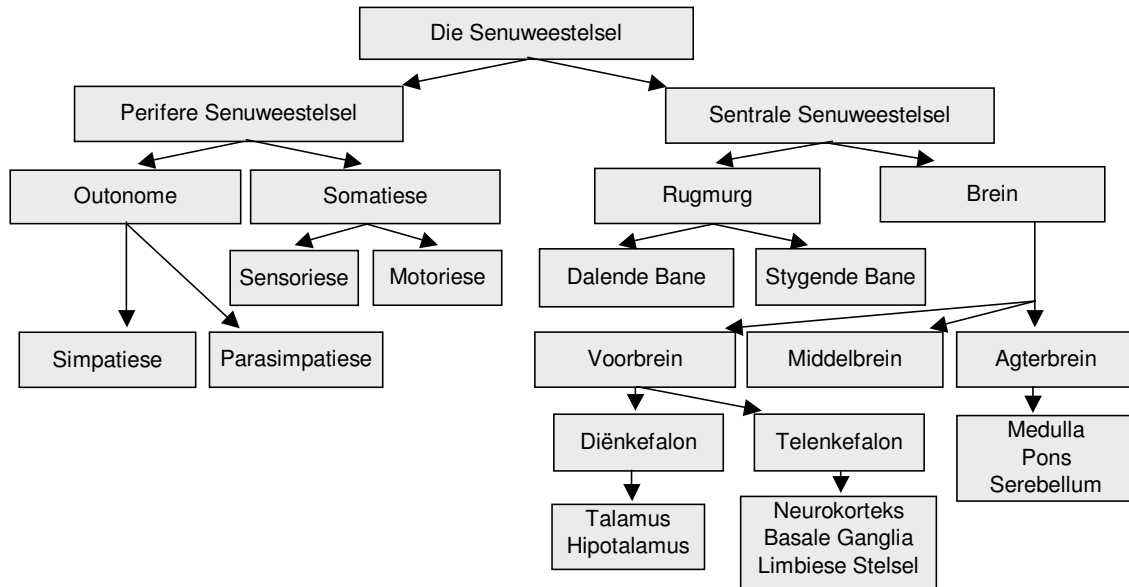 Die Senuweestelsel
Perifere Senuweestelsel
Sentrale Senuweestelsel
Outonome
Somatiese
Rugmurg
Brein
Sensoriese
Motoriese
Dalende Bane
Stygende Bane
Simpatiese
Parasimpatiese
Voorbrein
Middelbrein
Agterbrein
Diënkefalon
Telenkefalon
Medulla
Pons
Serebellum
Talamus
Hipotalamus
Neurokorteks
Basale Ganglia
Limbiese Stelsel